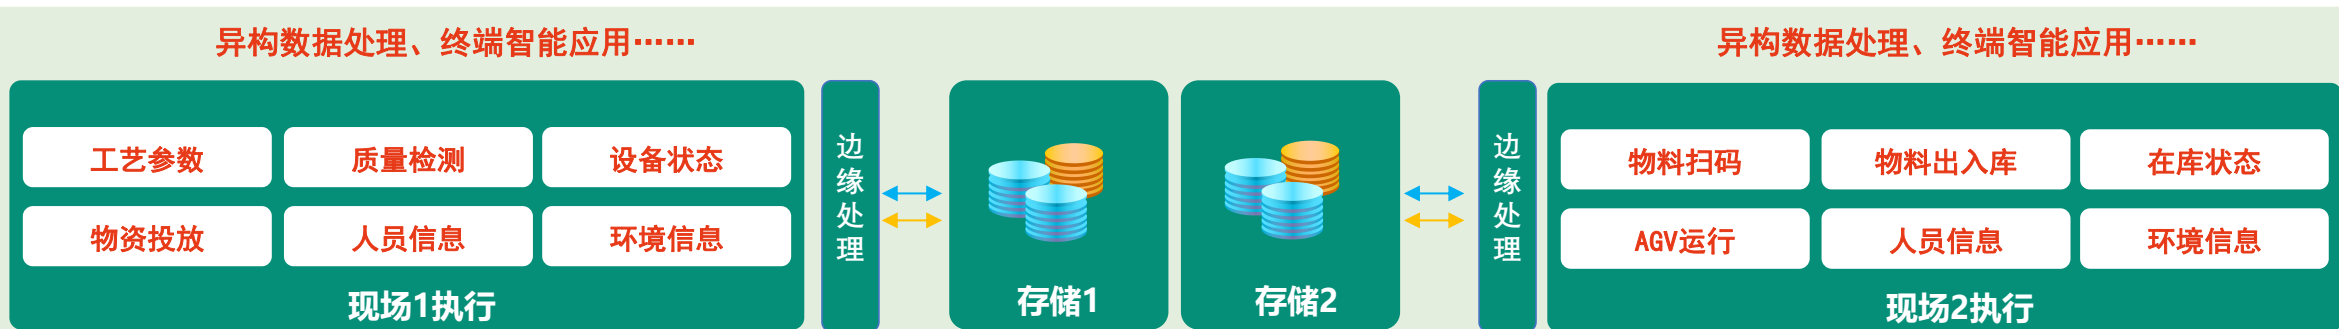 异构数据处理、终端智能应用……
异构数据处理、终端智能应用……
工艺参数
质量检测
设备状态
物资投放
人员信息
环境信息
现场1执行
边缘处理
存储1
存储2
边缘处理
物料扫码
物料出入库
在库状态
AGV运行
人员信息
环境信息
现场2执行